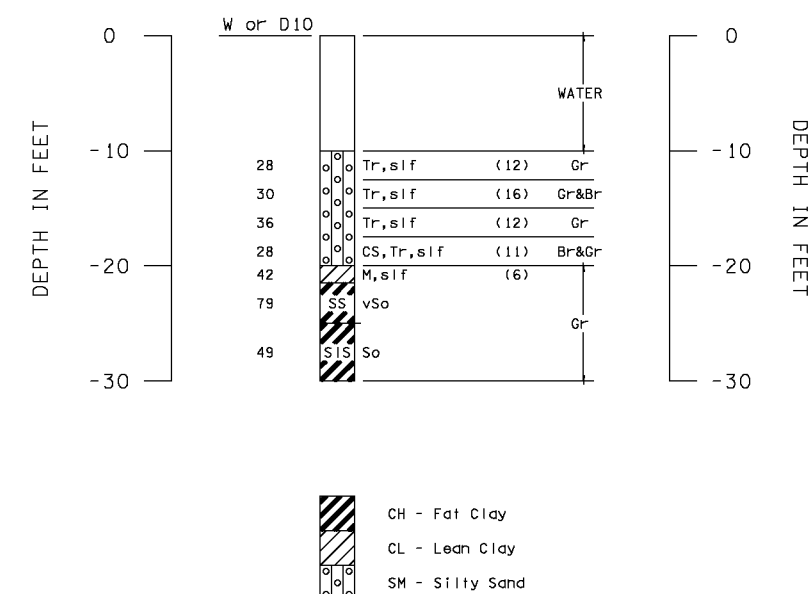 W or D10
0 0
WATER
-10 -10
28 Tr,slf (12) Gr
30 Tr,slf (16) Gr&Br
36 Tr,slf (12) Gr
28 CS,Tr,slf (11) Br&Gr
-20 -20
42 M,slf (6)
79 SS vSo
Gr
49 SIS So
-30 -30
DEPTH IN FEET
DEPTH IN FEET
CH - Fat Clay
CL - Lean Clay
SM - Silty Sand